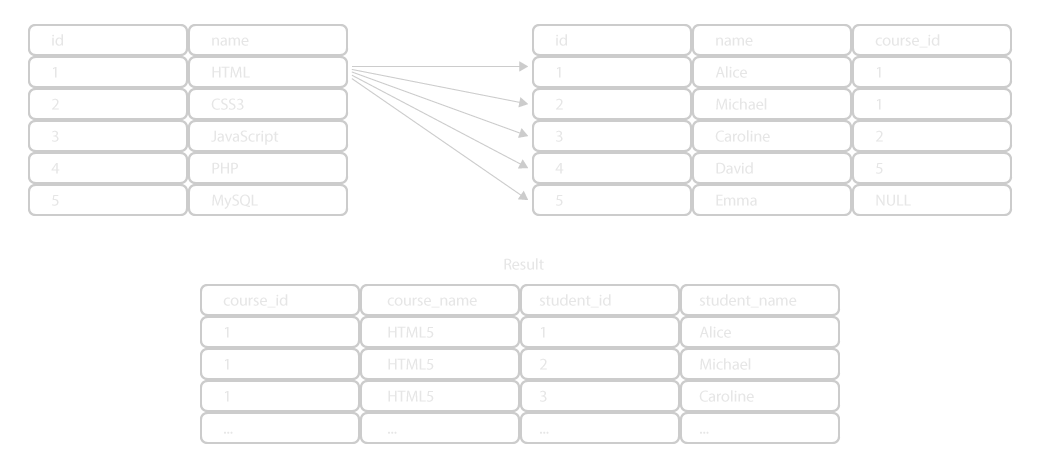 id name id name course_id
1 HTML 1 Alice 1
2 CSS3 2 Michael 1
3 JavaScript 3 Caroline 2
4 PHP 4 David 5
5 MySQL 5 Emma NULL
Result
course_id course_name student_id student_name
1 HTML5 1 Alice
1 HTML5 2 Michael
1 HTML5 3 Caroline
... ... ... ...